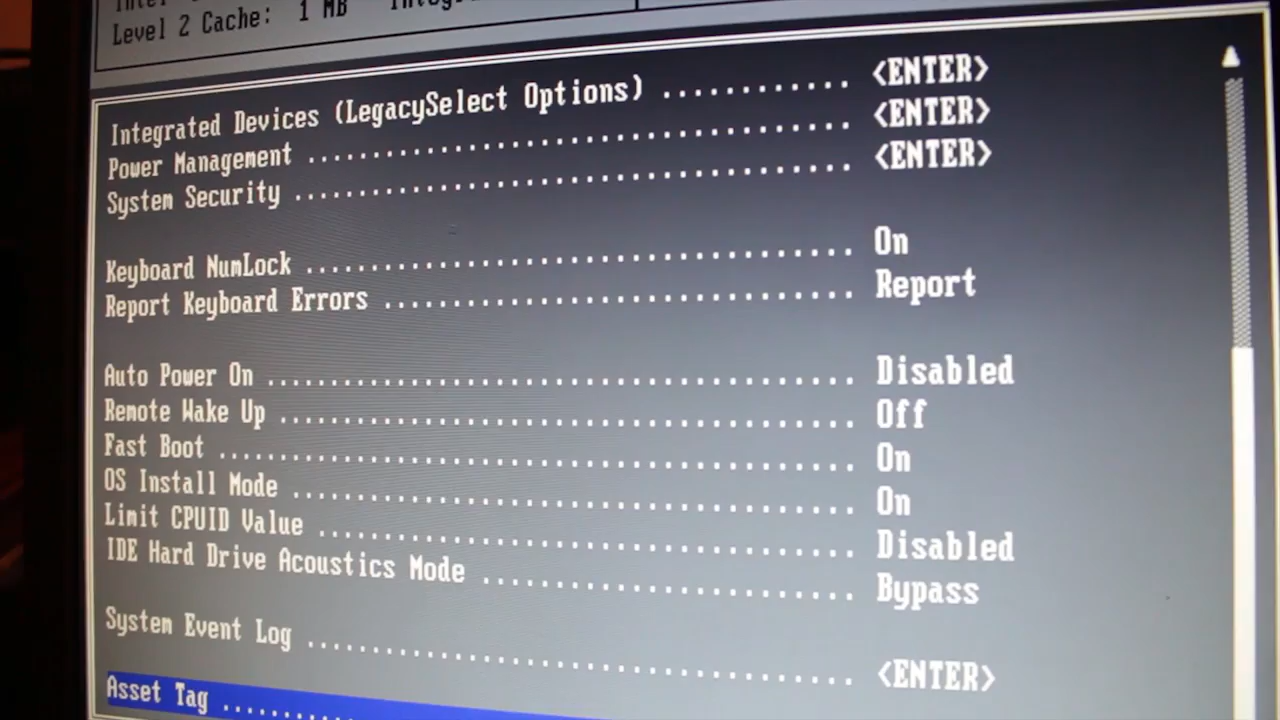 Level 2 Cache: 1 MB
Integrated Devices (LegacySelect Options) ............ <ENTER>
Power Management ....................................... <ENTER>
System Security ........................................ <ENTER>
Keyboard NumLock ....................................... On
Report Keyboard Errors ................................. Report
Auto Power On .......................................... Disabled
Remote Wake Up ......................................... Off
Fast Boot .............................................. On
OS Install Mode ........................................ On
Limit CPUID Value ...................................... Disabled
IDE Hard Drive Acoustics Mode .......................... Bypass
System Event Log ....................................... <ENTER>
Asset Tag ..........